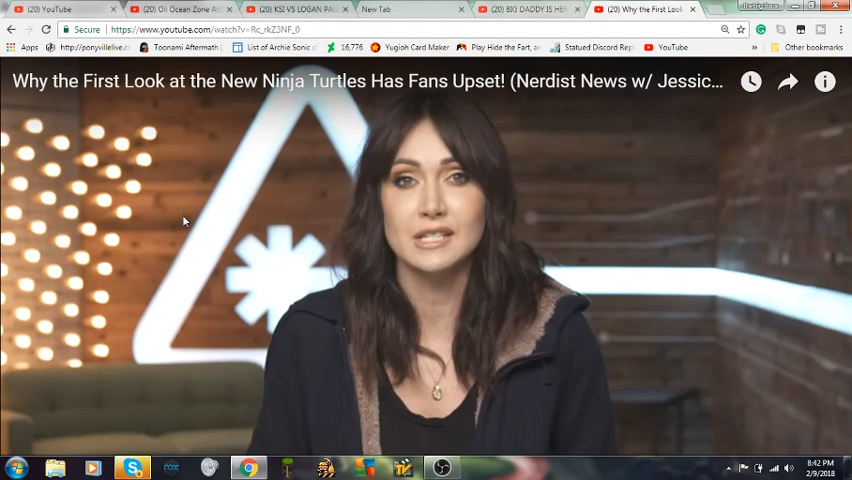 (20) YouTube
(20) Oil Ocean Zone Ac
(20) KSI VS LOGAN PAU
New Tab
(20) BIG DADDY IS HER
(20) Why the First Look
Secure
https://www.youtube.com/watch?v=Rc_rkZ3NF_0
Apps
http://ponyvillelive.c
Toonami Aftermath
List of Archie Sonic c
16,776
Yugioh Card Maker
Play Hide the Fart, an
Statued Discord Rep
YouTube
»
Other bookmarks
Why the First Look at the New Ninja Turtles Has Fans Upset! (Nerdist News w/ Jessic...
8:42 PM
2/9/2018